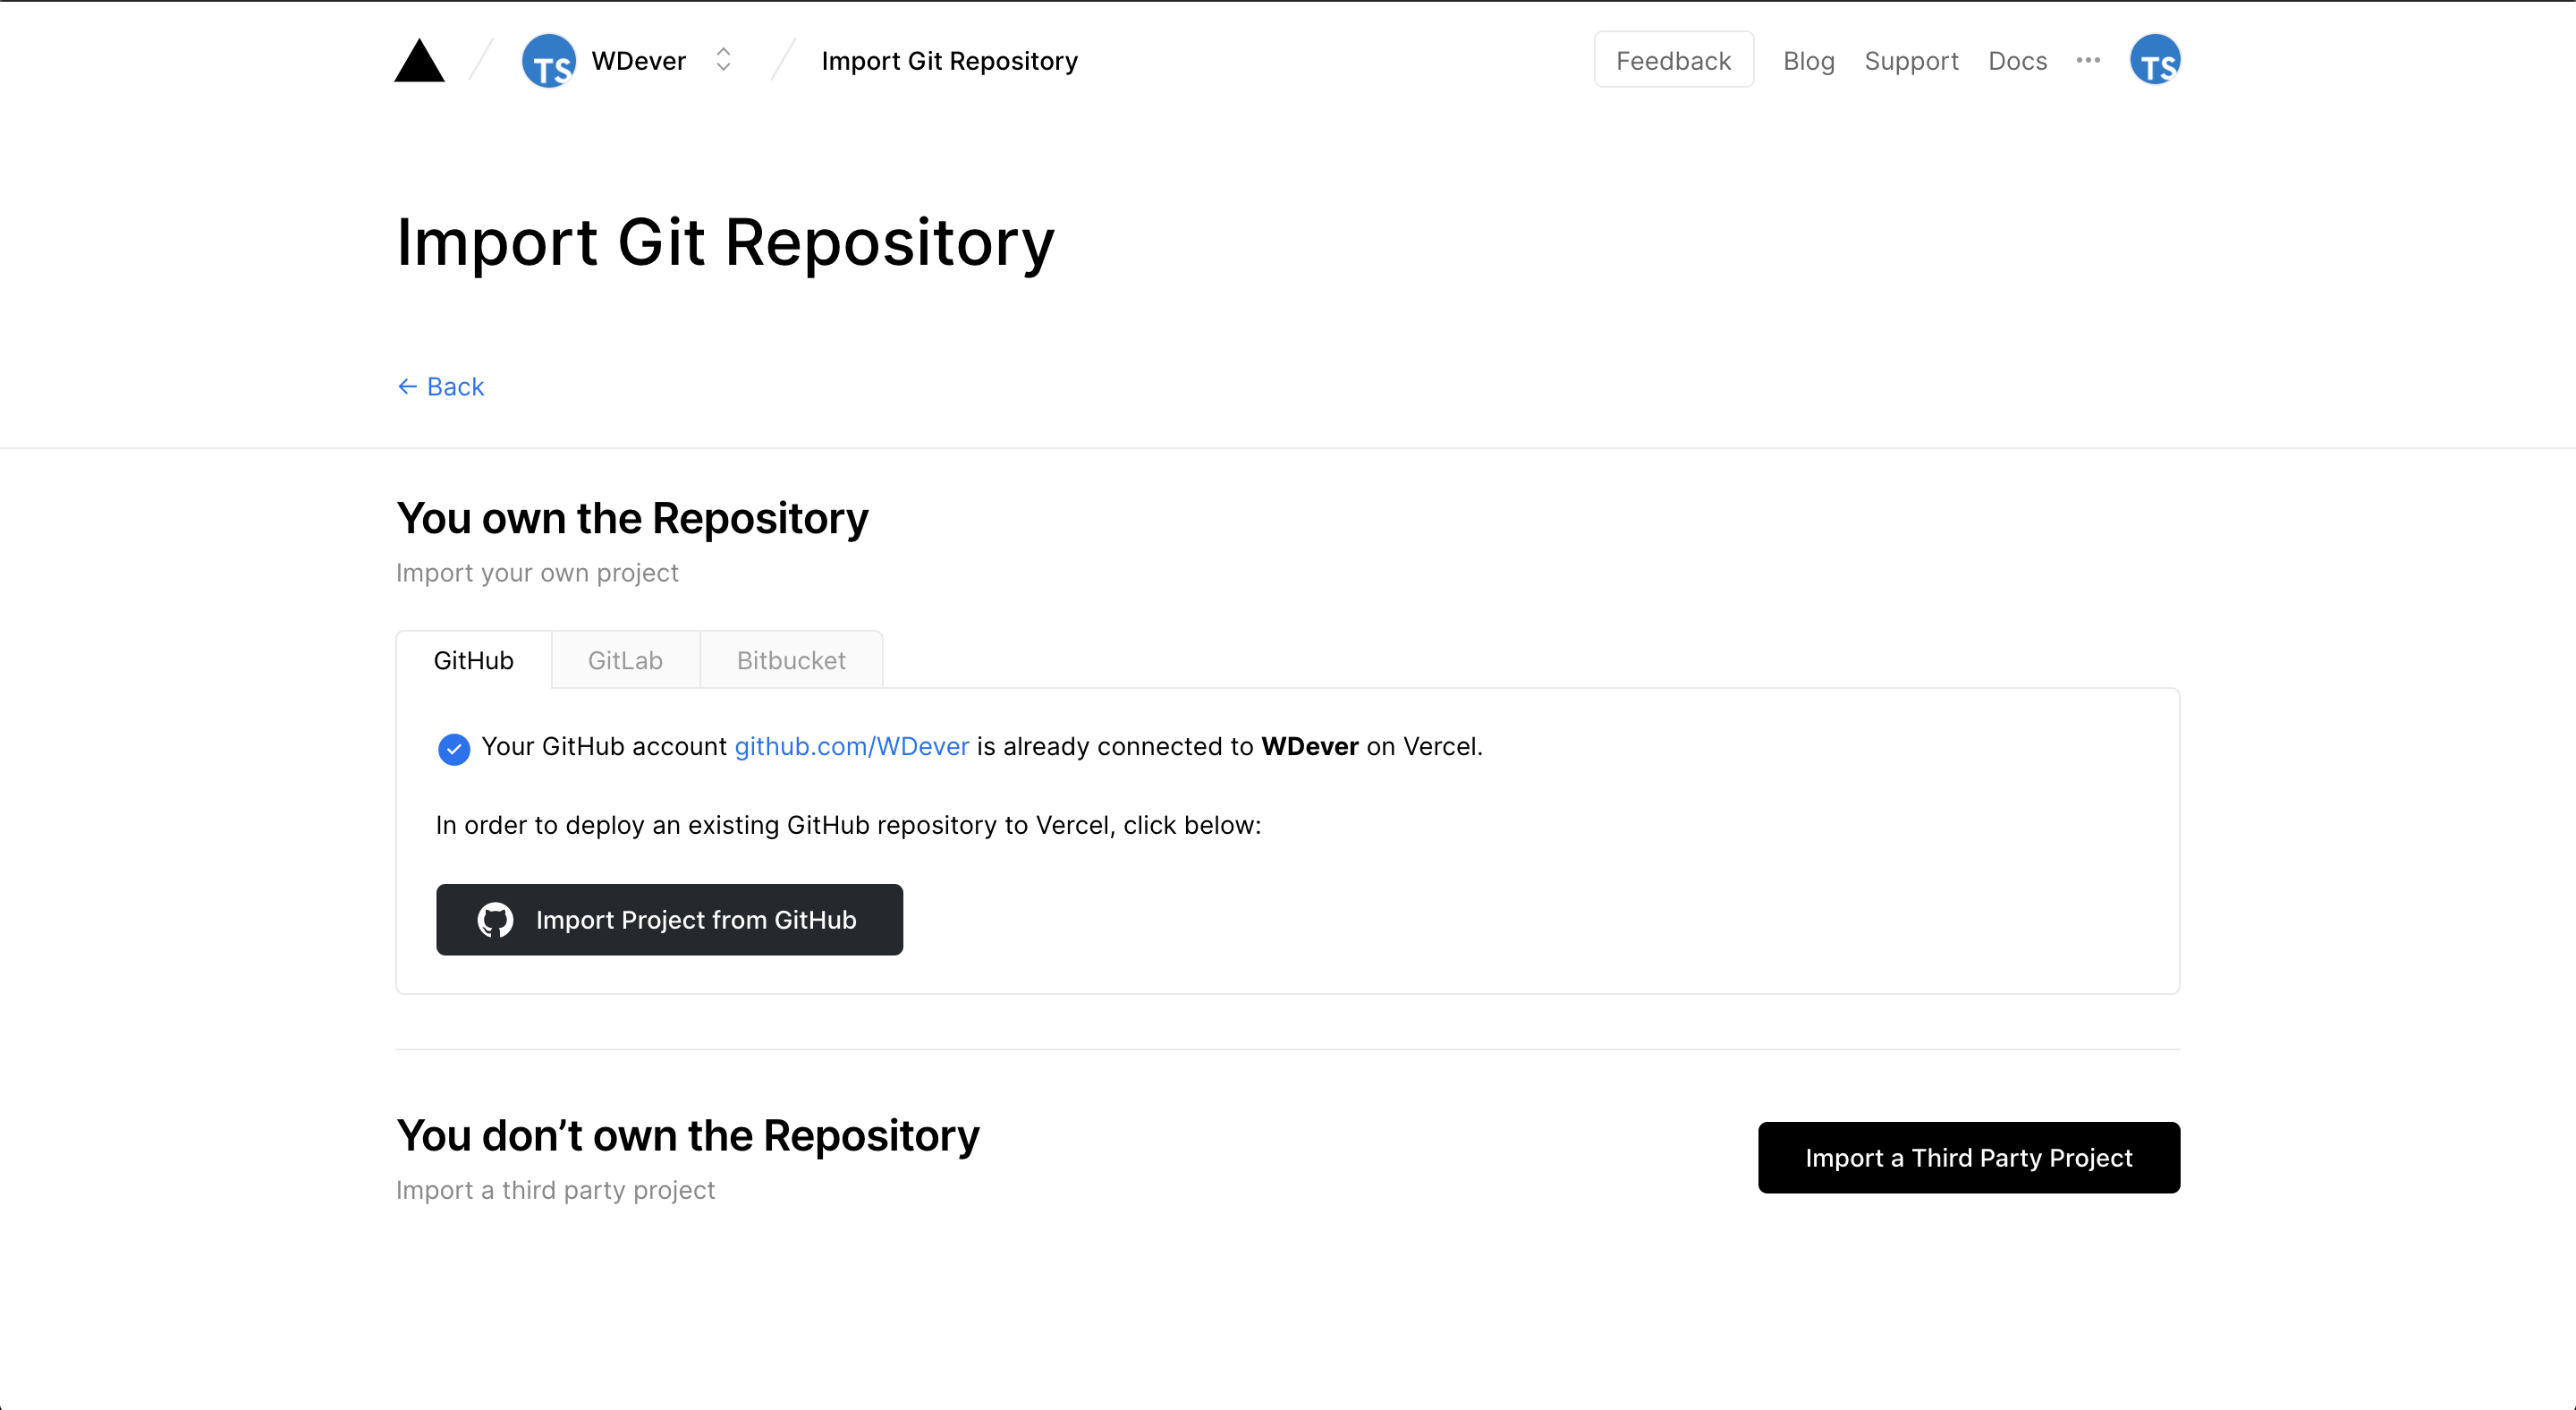 TS WDever Import Git Repository Feedback Blog Support Docs ··· TS
Import Git Repository
← Back
You own the Repository
Import your own project
GitHub GitLab Bitbucket
Your GitHub account github.com/WDever is already connected to WDever on Vercel.
In order to deploy an existing GitHub repository to Vercel, click below:
Import Project from GitHub
You don’t own the Repository
Import a Third Party Project
Import a third party project